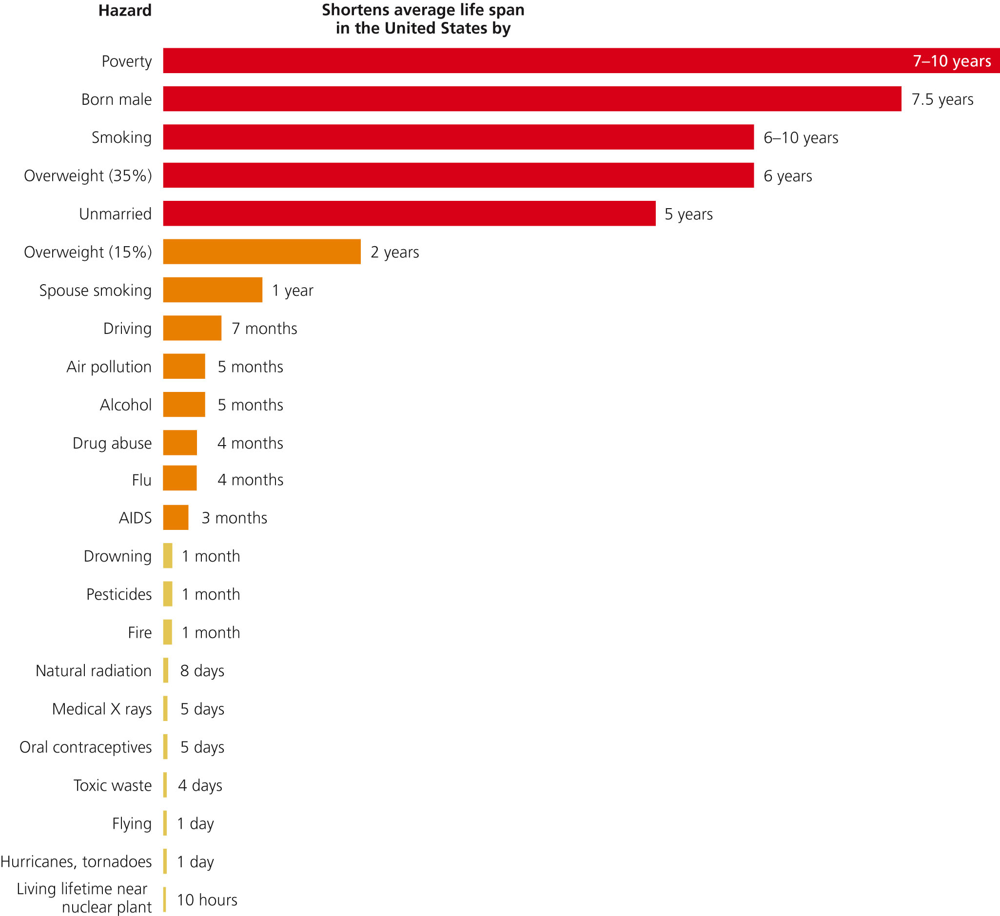 Hazard
Shortens average life span
in the United States by
Poverty 7–10 years
Born male 7.5 years
Smoking 6–10 years
Overweight (35%) 6 years
Unmarried 5 years
Overweight (15%) 2 years
Spouse smoking 1 year
Driving 7 months
Air pollution 5 months
Alcohol 5 months
Drug abuse 4 months
Flu 4 months
AIDS 3 months
Drowning 1 month
Pesticides 1 month
Fire 1 month
Natural radiation 8 days
Medical X rays 5 days
Oral contraceptives 5 days
Toxic waste 4 days
Flying 1 day
Hurricanes, tornadoes 1 day
Living lifetime near
nuclear plant 10 hours